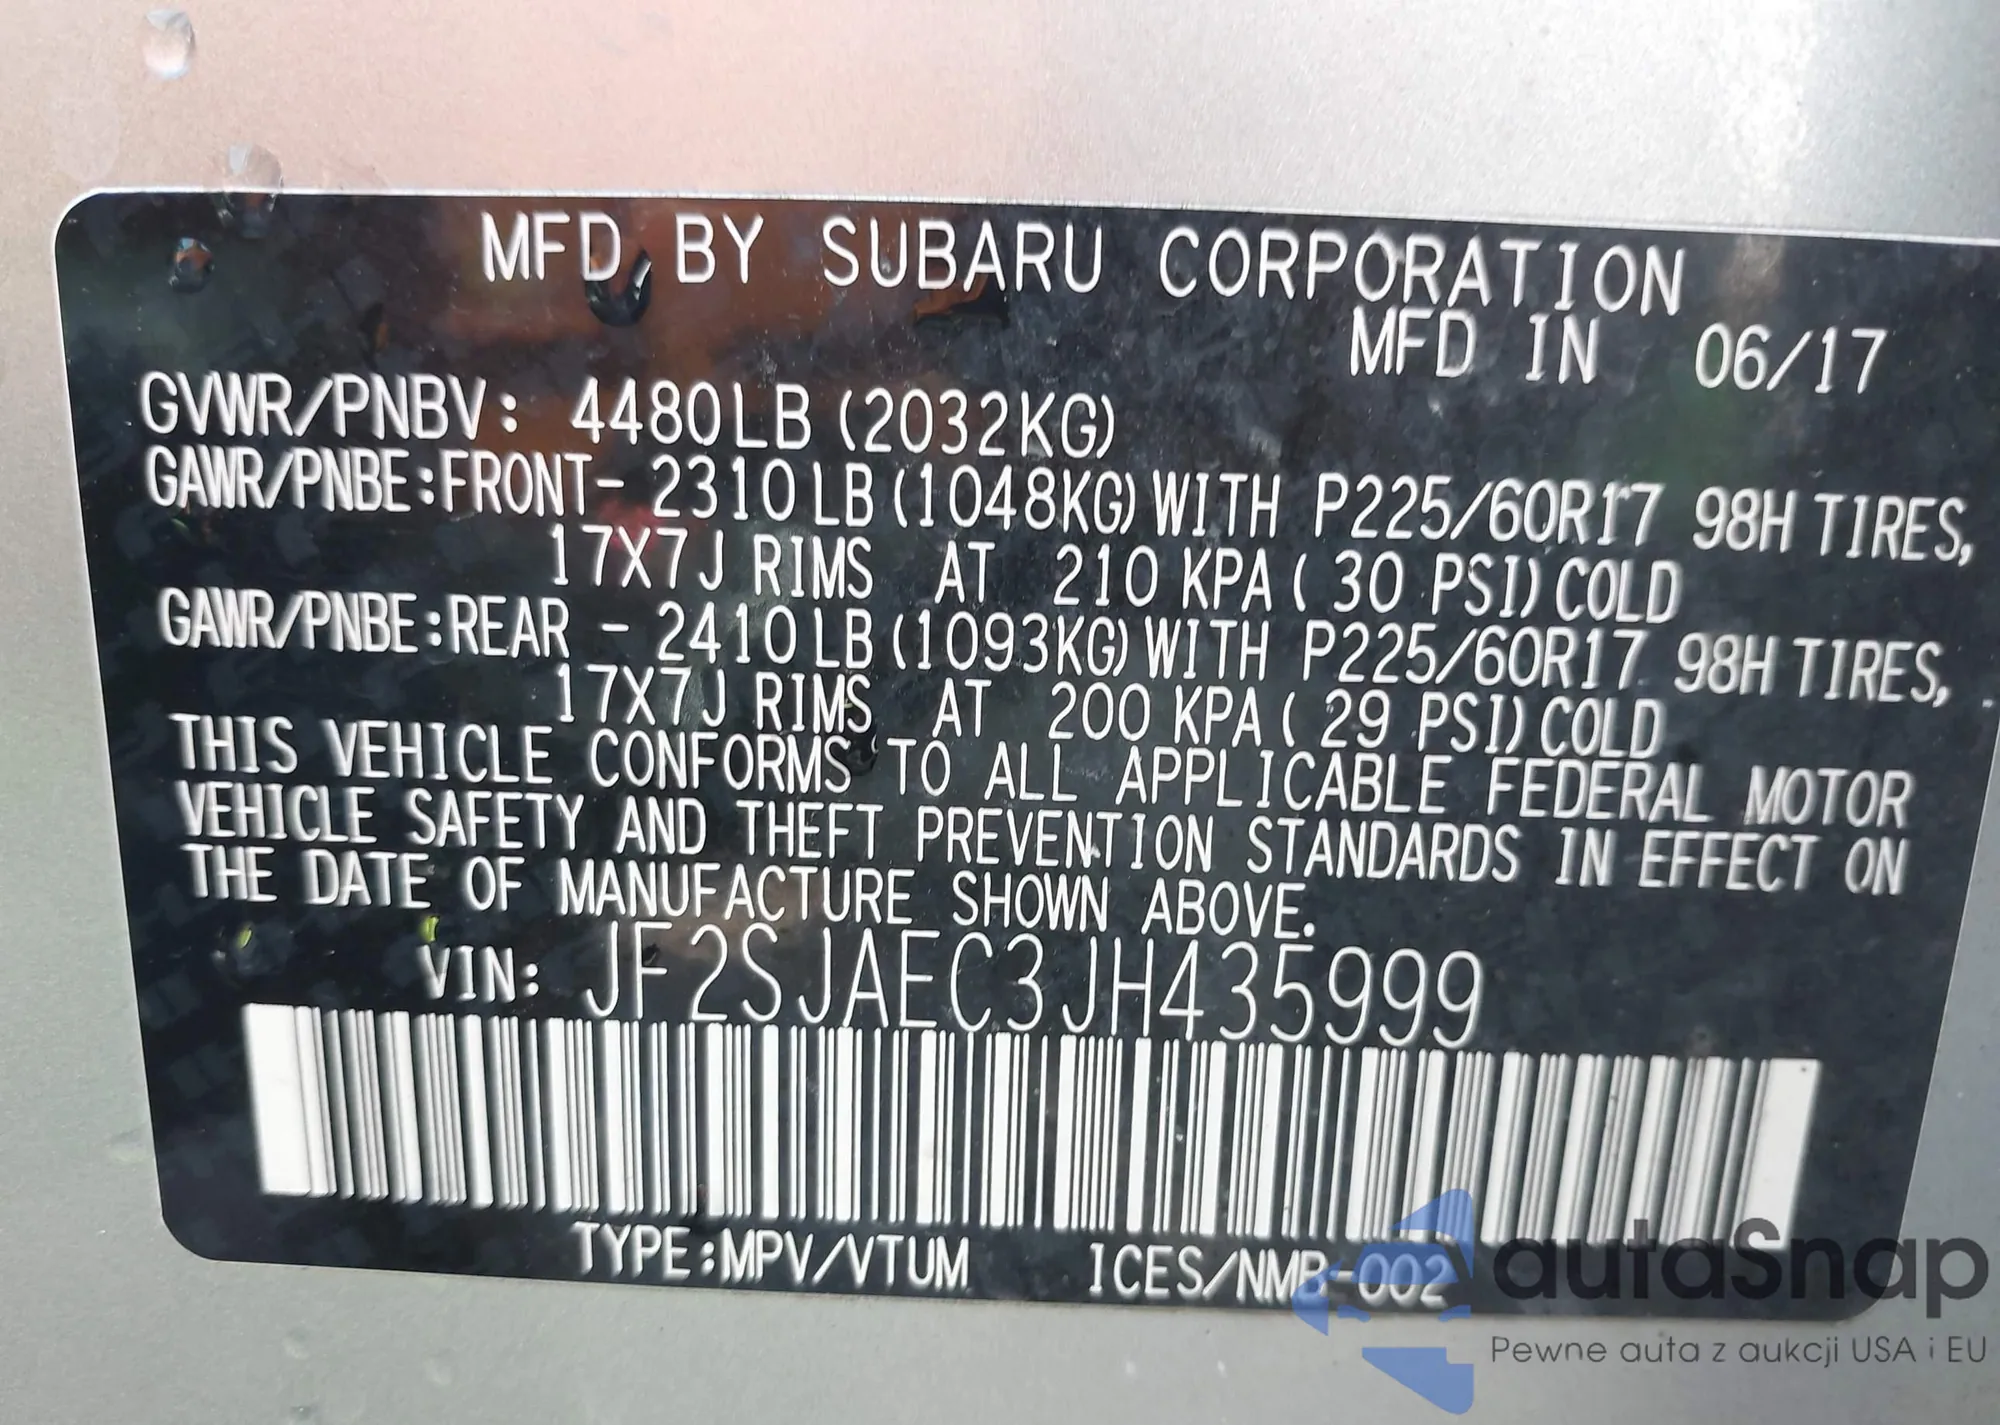 MFD BY SUBARU CORPORATION
MFD IN 06/17
GVWR/PNBV: 4480LB (2032KG)
GAWR/PNBE:FRONT- 2310LB (1048KG) WITH P225/60R17 98H TIRES,
17X7J RIMS AT 210 KPA ( 30 PSI) COLD
GAWR/PNBE:REAR - 2410LB (1093KG) WITH P225/60R17 98H TIRES,
17X7J RIMS AT 200 KPA ( 29 PSI) COLD
THIS VEHICLE CONFORMS TO ALL APPLICABLE FEDERAL MOTOR
VEHICLE SAFETY AND THEFT PREVENTION STANDARDS IN EFFECT ON
THE DATE OF MANUFACTURE SHOWN ABOVE.
VIN: JF2SJAEC3JH435999
TYPE:MPV/VTUM ICES/NMB-002
autaSnap
Pewne auta z aukcji USA i EU